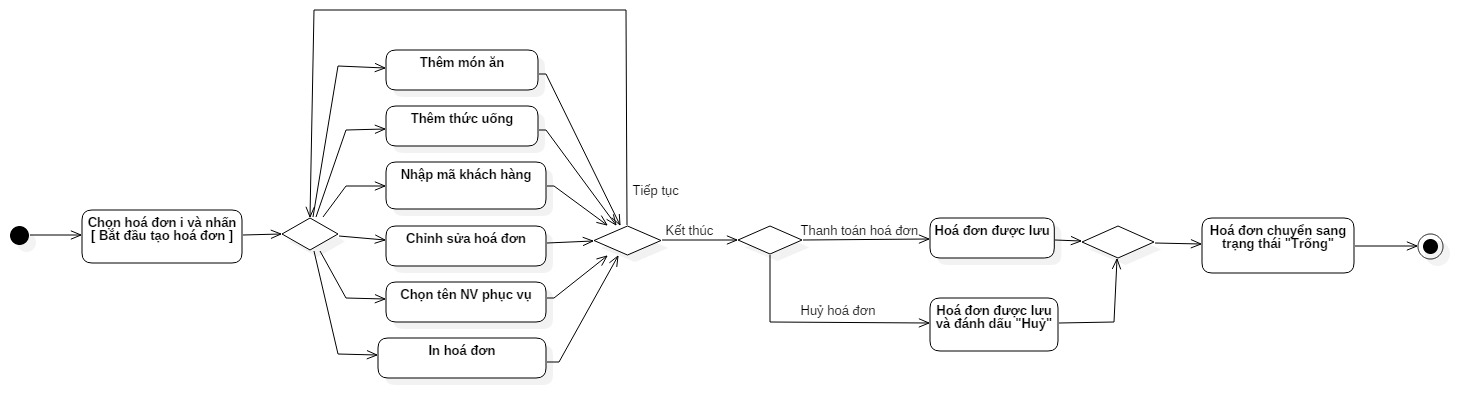 Chọn hoá đơn i và nhấn
[ Bắt đầu tạo hoá đơn ]
Thêm món ăn
Thêm thức uống
Nhập mã khách hàng
Chỉnh sửa hoá đơn
Chọn tên NV phục vụ
In hoá đơn
Tiếp tục
Kết thúc
Thanh toán hoá đơn
Huỷ hoá đơn
Hoá đơn được lưu
Hoá đơn được lưu
và đánh dấu "Huỷ"
Hoá đơn chuyển sang
trạng thái "Trống"